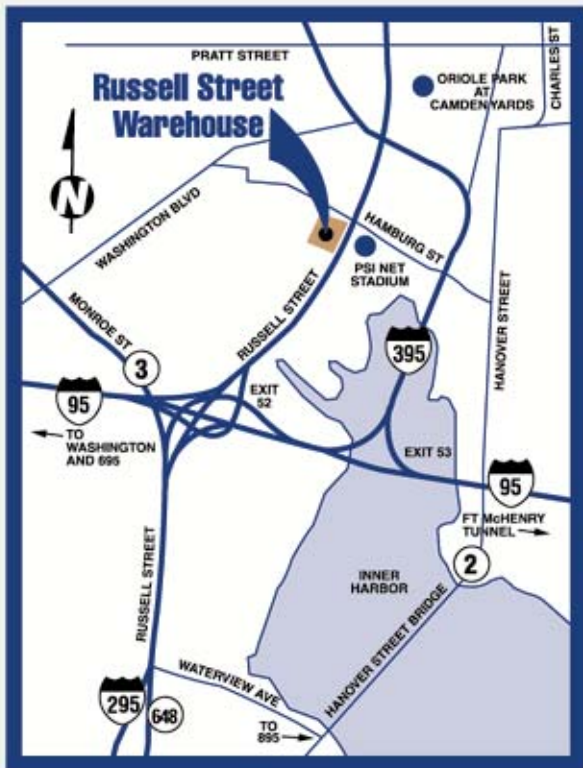 PRATT STREET
ORIOLE PARK
AT
CAMDEN YARDS
CHARLES ST
Russell Street
Warehouse
N
WASHINGTON BLVD
HAMBURG ST
PSI NET
STADIUM
HANOVER STREET
MONROE ST
RUSSELL STREET
3
395
95
EXIT
52
TO
WASHINGTON
AND 695
EXIT 53
95
FT McHENRY
TUNNEL
2
INNER
HARBOR
RUSSELL STREET
HANOVER STREET BRIDGE
WATERVIEW AVE
295
648
TO
895